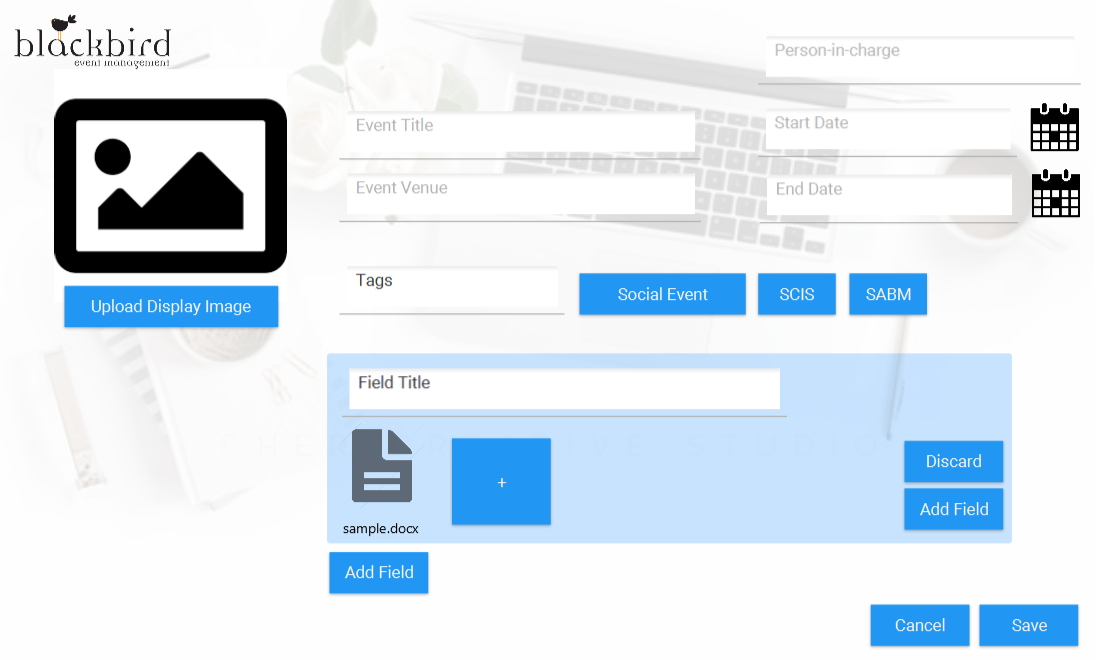 blackbird
event management
Person-in-charge
Event Title
Start Date
Event Venue
End Date
Upload Display Image
Tags
Social Event
SCIS
SABM
Field Title
+
sample.docx
Discard
Add Field
Add Field
Cancel
Save